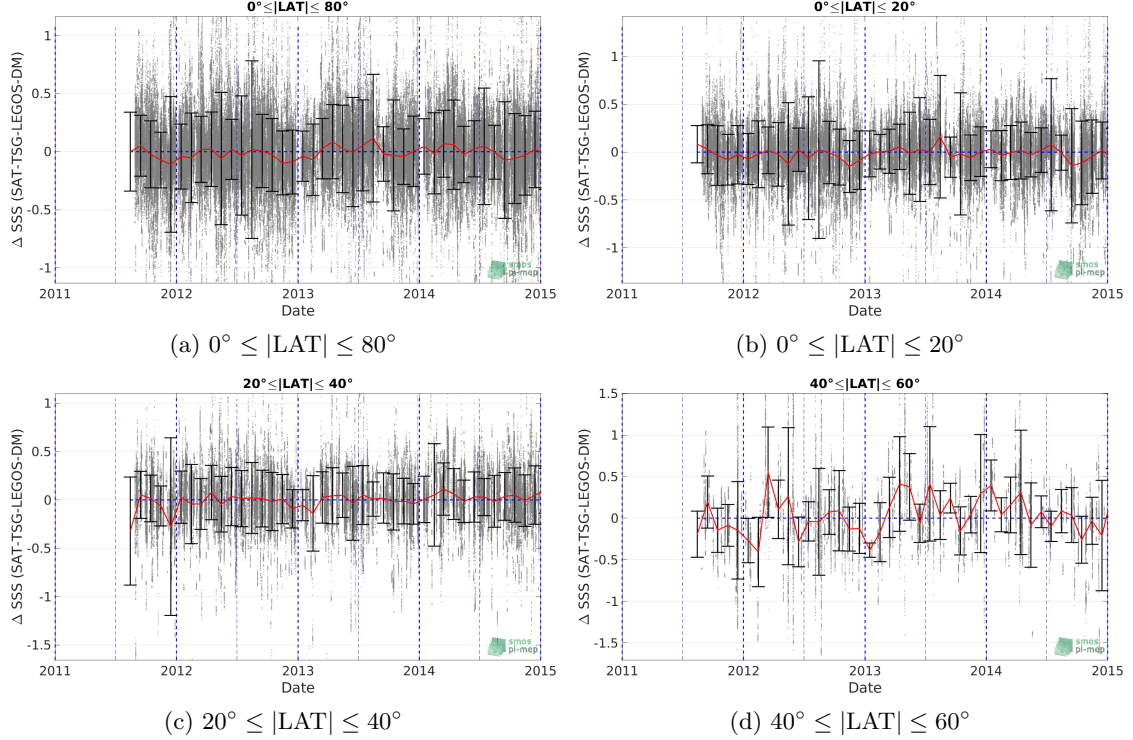 0°≤|LAT|≤ 80°
Δ SSS (SAT-TSG-LEGOS-DM)
1
0.5
0
-0.5
-1
2011 2012 2013 2014 2015
Date
smos
pi-mep
(a) 0° ≤ |LAT| ≤ 80°
0°≤|LAT|≤ 20°
Δ SSS (SAT-TSG-LEGOS-DM)
1
0.5
0
-0.5
-1
2011 2012 2013 2014 2015
Date
smos
pi-mep
(b) 0° ≤ |LAT| ≤ 20°
20°≤|LAT|≤ 40°
Δ SSS (SAT-TSG-LEGOS-DM)
1
0.5
0
-0.5
-1
-1.5
2011 2012 2013 2014 2015
Date
smos
pi-mep
(c) 20° ≤ |LAT| ≤ 40°
40°≤|LAT|≤ 60°
Δ SSS (SAT-TSG-LEGOS-DM)
1.5
1
0.5
0
-0.5
-1
-1.5
2011 2012 2013 2014 2015
Date
smos
pi-mep
(d) 40° ≤ |LAT| ≤ 60°